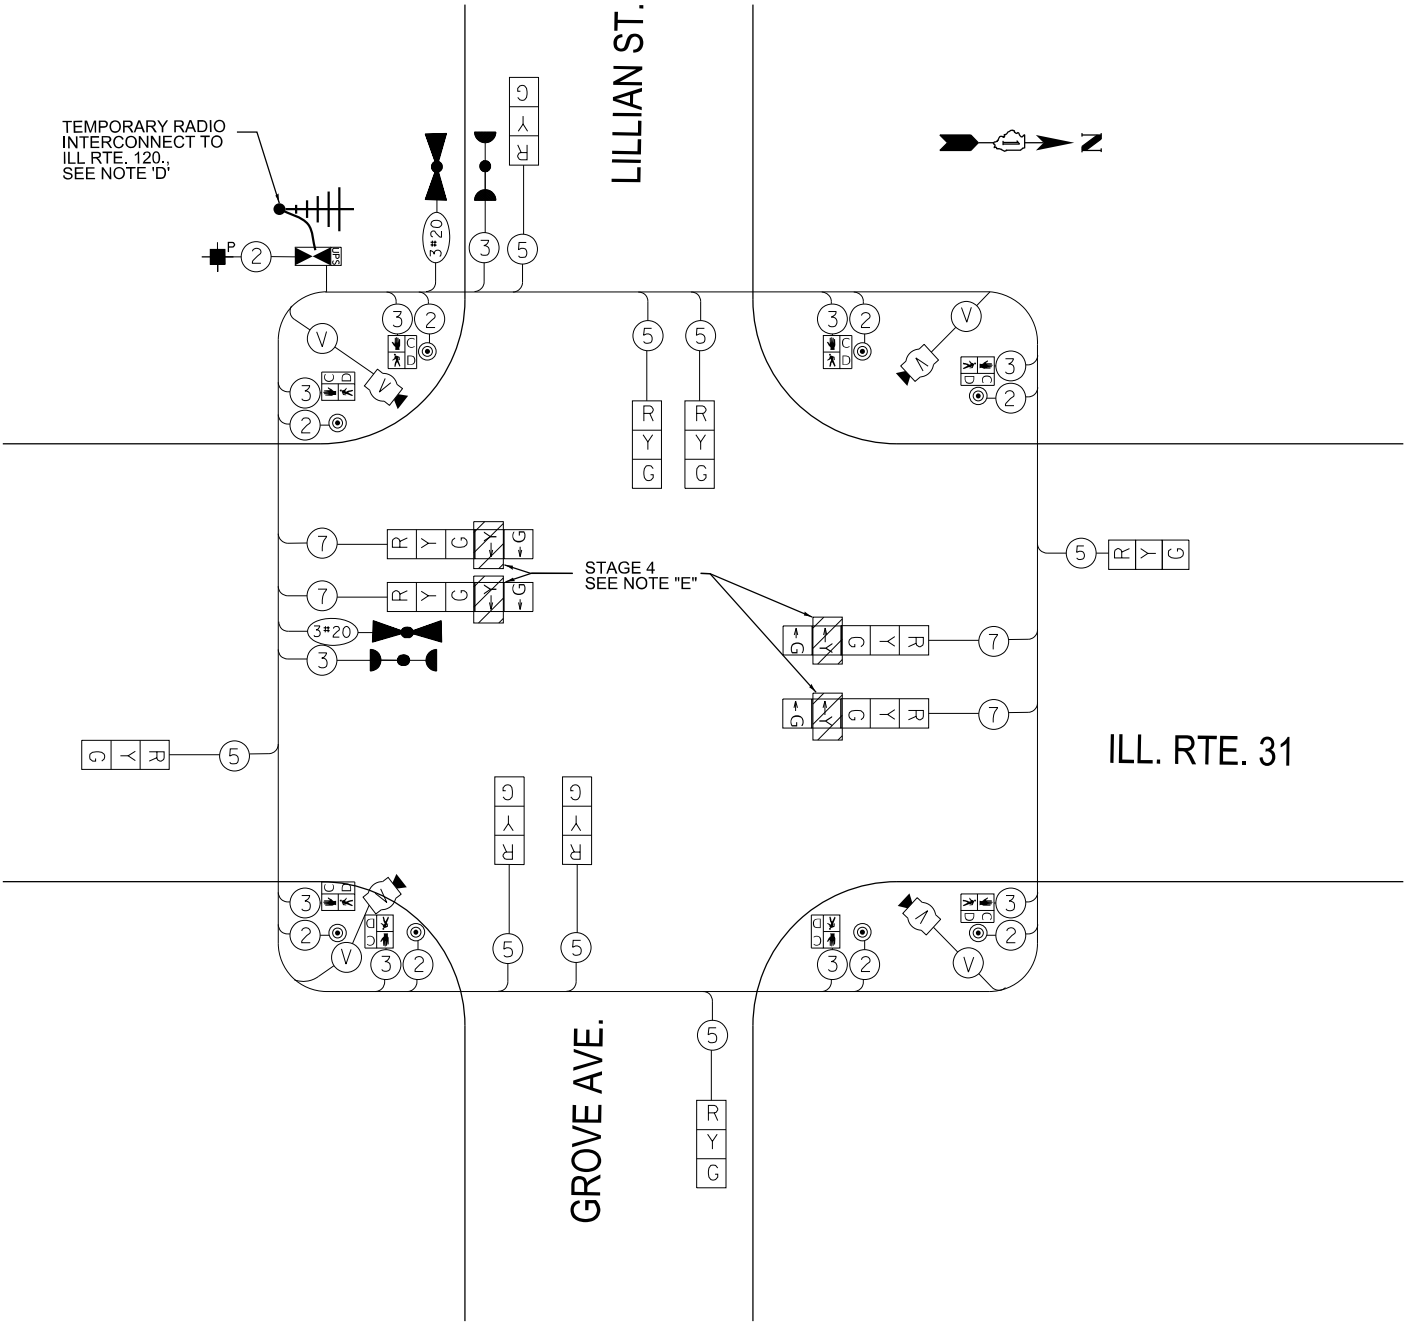 LILLIAN ST.
G
Y
R
TEMPORARY RADIO
INTERCONNECT TO
ILL RTE. 120.,
SEE NOTE 'D'
N
1
3#20
3
5
P
2
UPS
3
2
5
5
3
2
V
V
C
D
C
D
3
C
D
V
V
C
D
3
2
2
R
Y
G
R
Y
G
7
R Y G Y G
5
R Y G
7
R Y G Y G
STAGE 4
SEE NOTE "E"
3#20
G Y G Y R
7
3
G Y G Y R
7
G Y R
5
ILL. RTE. 31
G
Y
R
G
Y
R
3
C
D
V
V
C
D
3
2
D
C
D
C
2
V
3
2
5
5
3
2
V
GROVE AVE.
5
R
Y
G